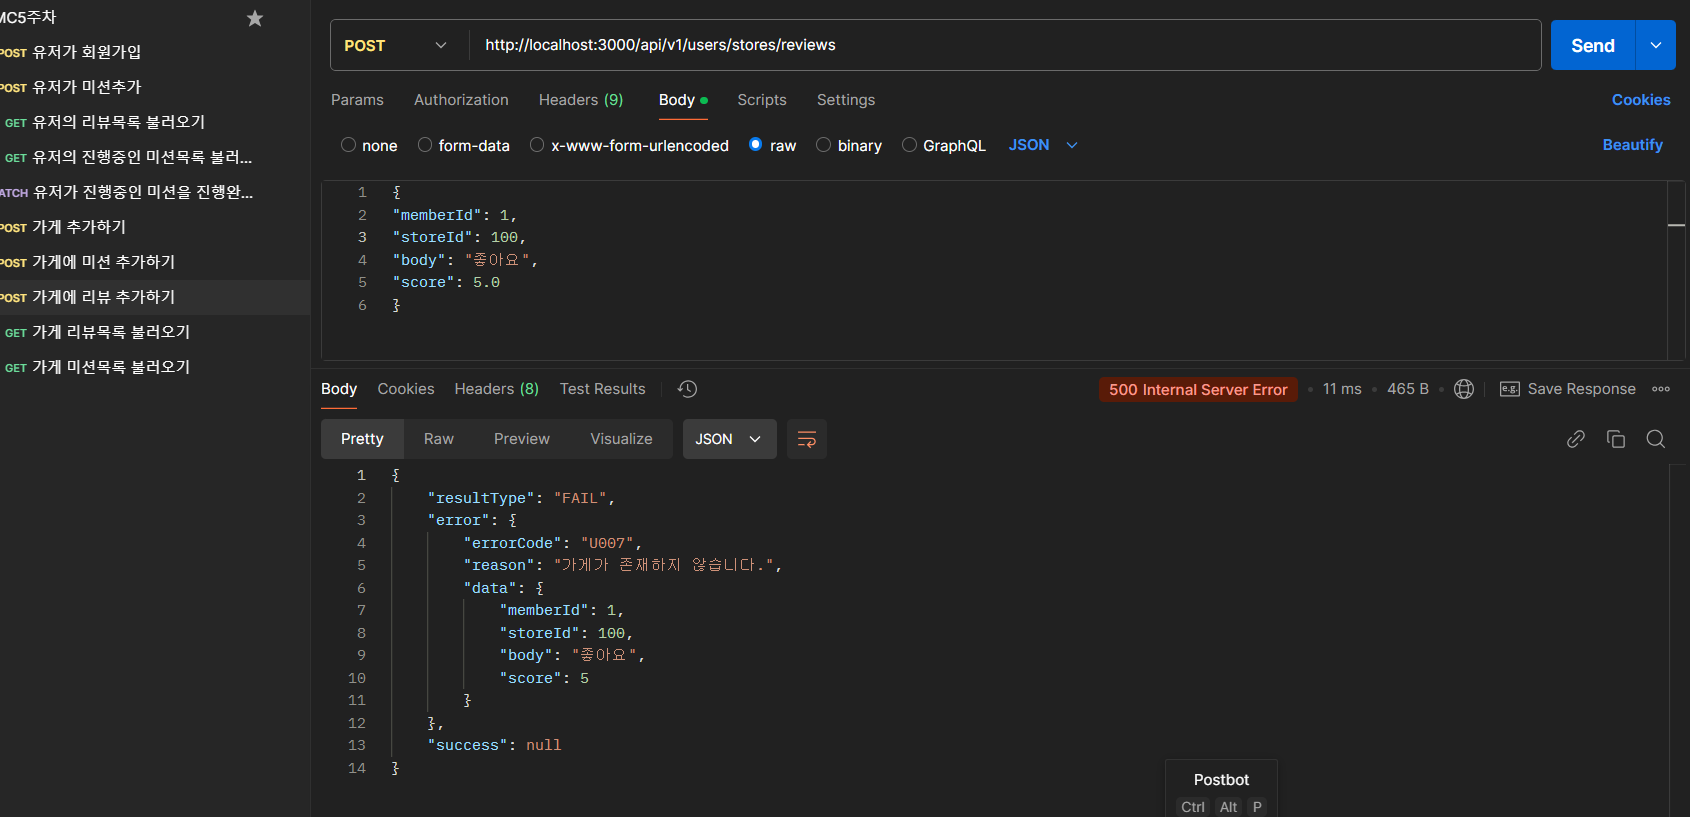 MC5주차
POST 유저가 회원가입
POST 유저가 미션추가
GET 유저의 리뷰목록 불러오기
GET 유저의 진행중인 미션목록 불러...
ATCH 유저가 진행중인 미션을 진행완...
POST 가게 추가하기
POST 가게에 미션 추가하기
POST 가게에 리뷰 추가하기
GET 가게 리뷰목록 불러오기
GET 가게 미션목록 불러오기
POST http://localhost:3000/api/v1/users/stores/reviews Send
Params Authorization Headers (9) Body Scripts Settings Cookies
none form-data x-www-form-urlencoded raw binary GraphQL JSON Beautify
1 {
2 "memberId": 1,
3 "storeId": 100,
4 "body": "좋아요",
5 "score": 5.0
6 }
Body Cookies Headers (8) Test Results 500 Internal Server Error 11 ms 465 B e.g. Save Response
Pretty Raw Preview Visualize JSON
1 {
2 "resultType": "FAIL",
3 "error": {
4 "errorCode": "U007",
5 "reason": "가게가 존재하지 않습니다.",
6 "data": {
7 "memberId": 1,
8 "storeId": 100,
9 "body": "좋아요",
10 "score": 5
11 }
12 },
13 "success": null
14 }
Postbot
Ctrl Alt P